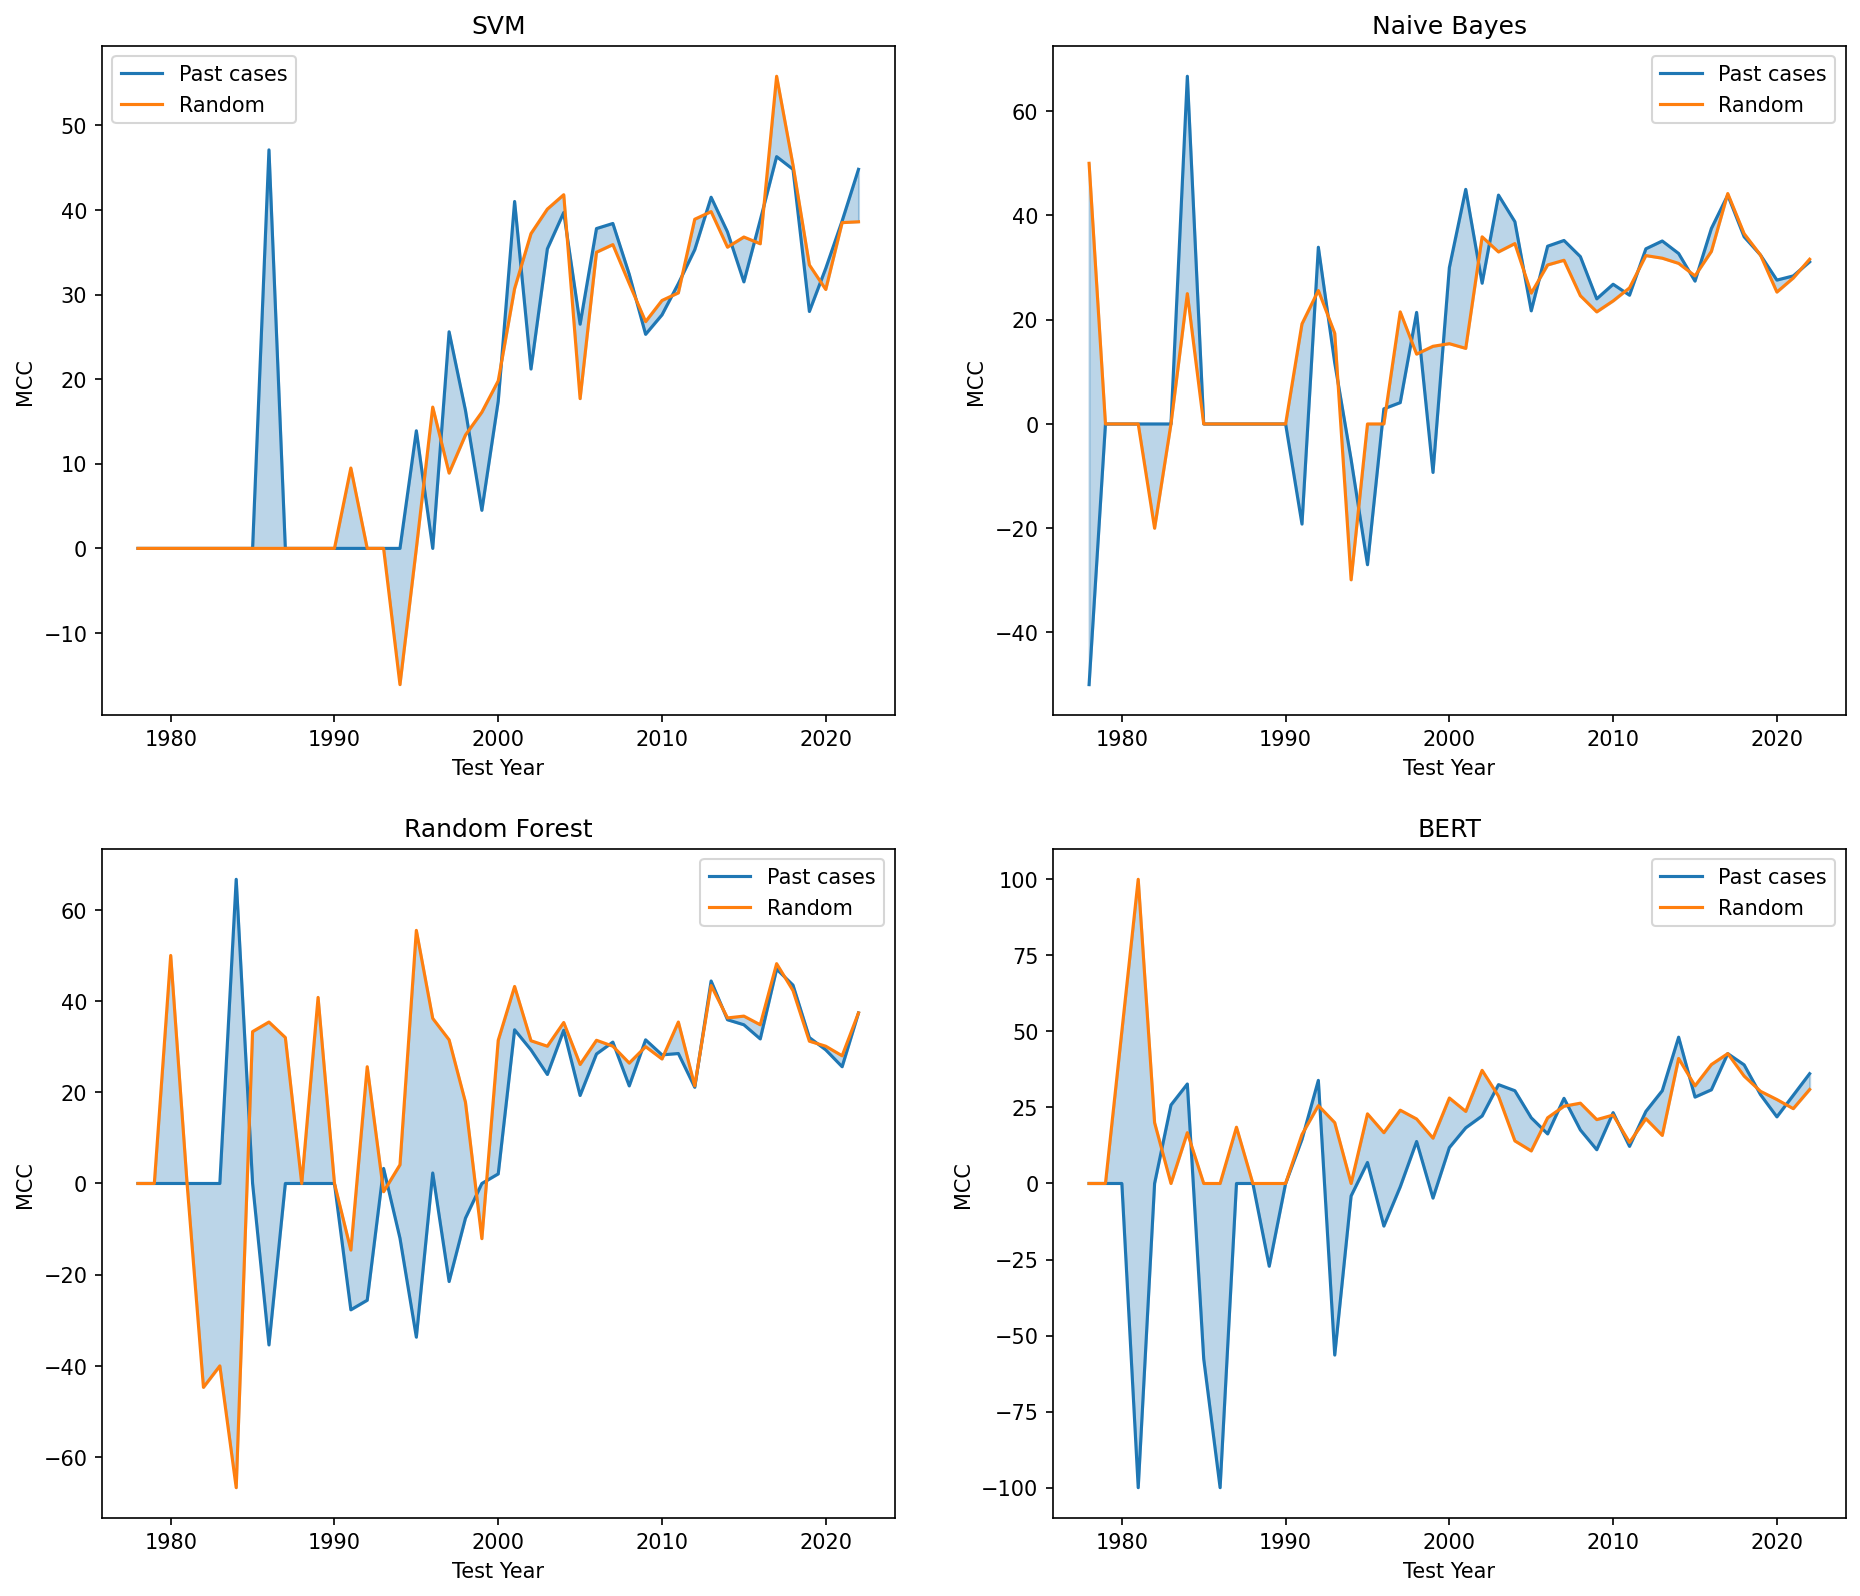 SVM
Past cases
Random
50
40
30
20
10
0
−10
MCC
1980 1990 2000 2010 2020
Test Year
Naive Bayes
Past cases
Random
60
40
20
0
−20
−40
MCC
1980 1990 2000 2010 2020
Test Year
Random Forest
Past cases
Random
60
40
20
0
−20
−40
−60
MCC
1980 1990 2000 2010 2020
Test Year
BERT
Past cases
Random
100
75
50
25
0
−25
−50
−75
−100
MCC
1980 1990 2000 2010 2020
Test Year